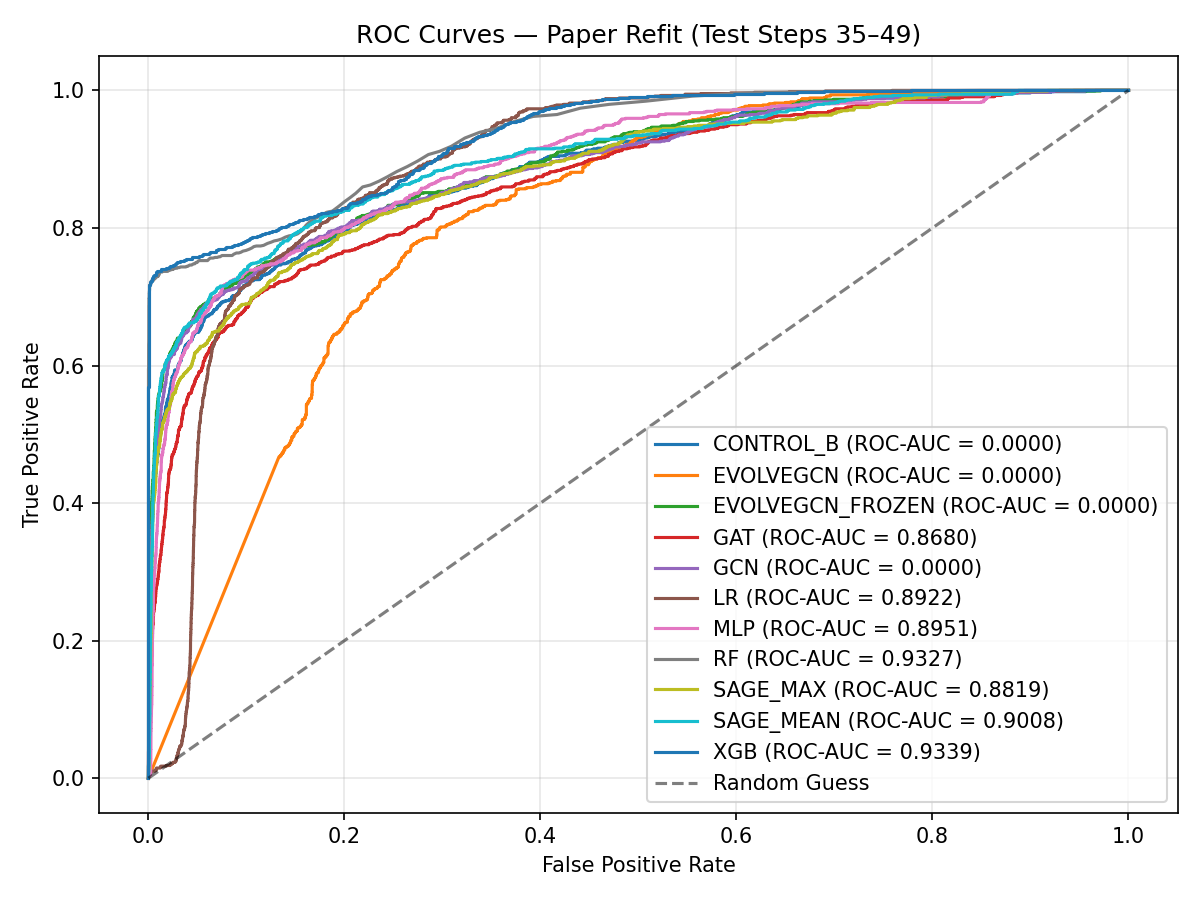 ROC Curves — Paper Refit (Test Steps 35–49)
1.0
0.8
0.6
0.4
0.2
0.0
True Positive Rate
CONTROL_B (ROC-AUC = 0.0000)
EVOLVEGCN (ROC-AUC = 0.0000)
EVOLVEGCN_FROZEN (ROC-AUC = 0.0000)
GAT (ROC-AUC = 0.8680)
GCN (ROC-AUC = 0.0000)
LR (ROC-AUC = 0.8922)
MLP (ROC-AUC = 0.8951)
RF (ROC-AUC = 0.9327)
SAGE_MAX (ROC-AUC = 0.8819)
SAGE_MEAN (ROC-AUC = 0.9008)
XGB (ROC-AUC = 0.9339)
Random Guess
0.0 0.2 0.4 0.6 0.8 1.0
False Positive Rate